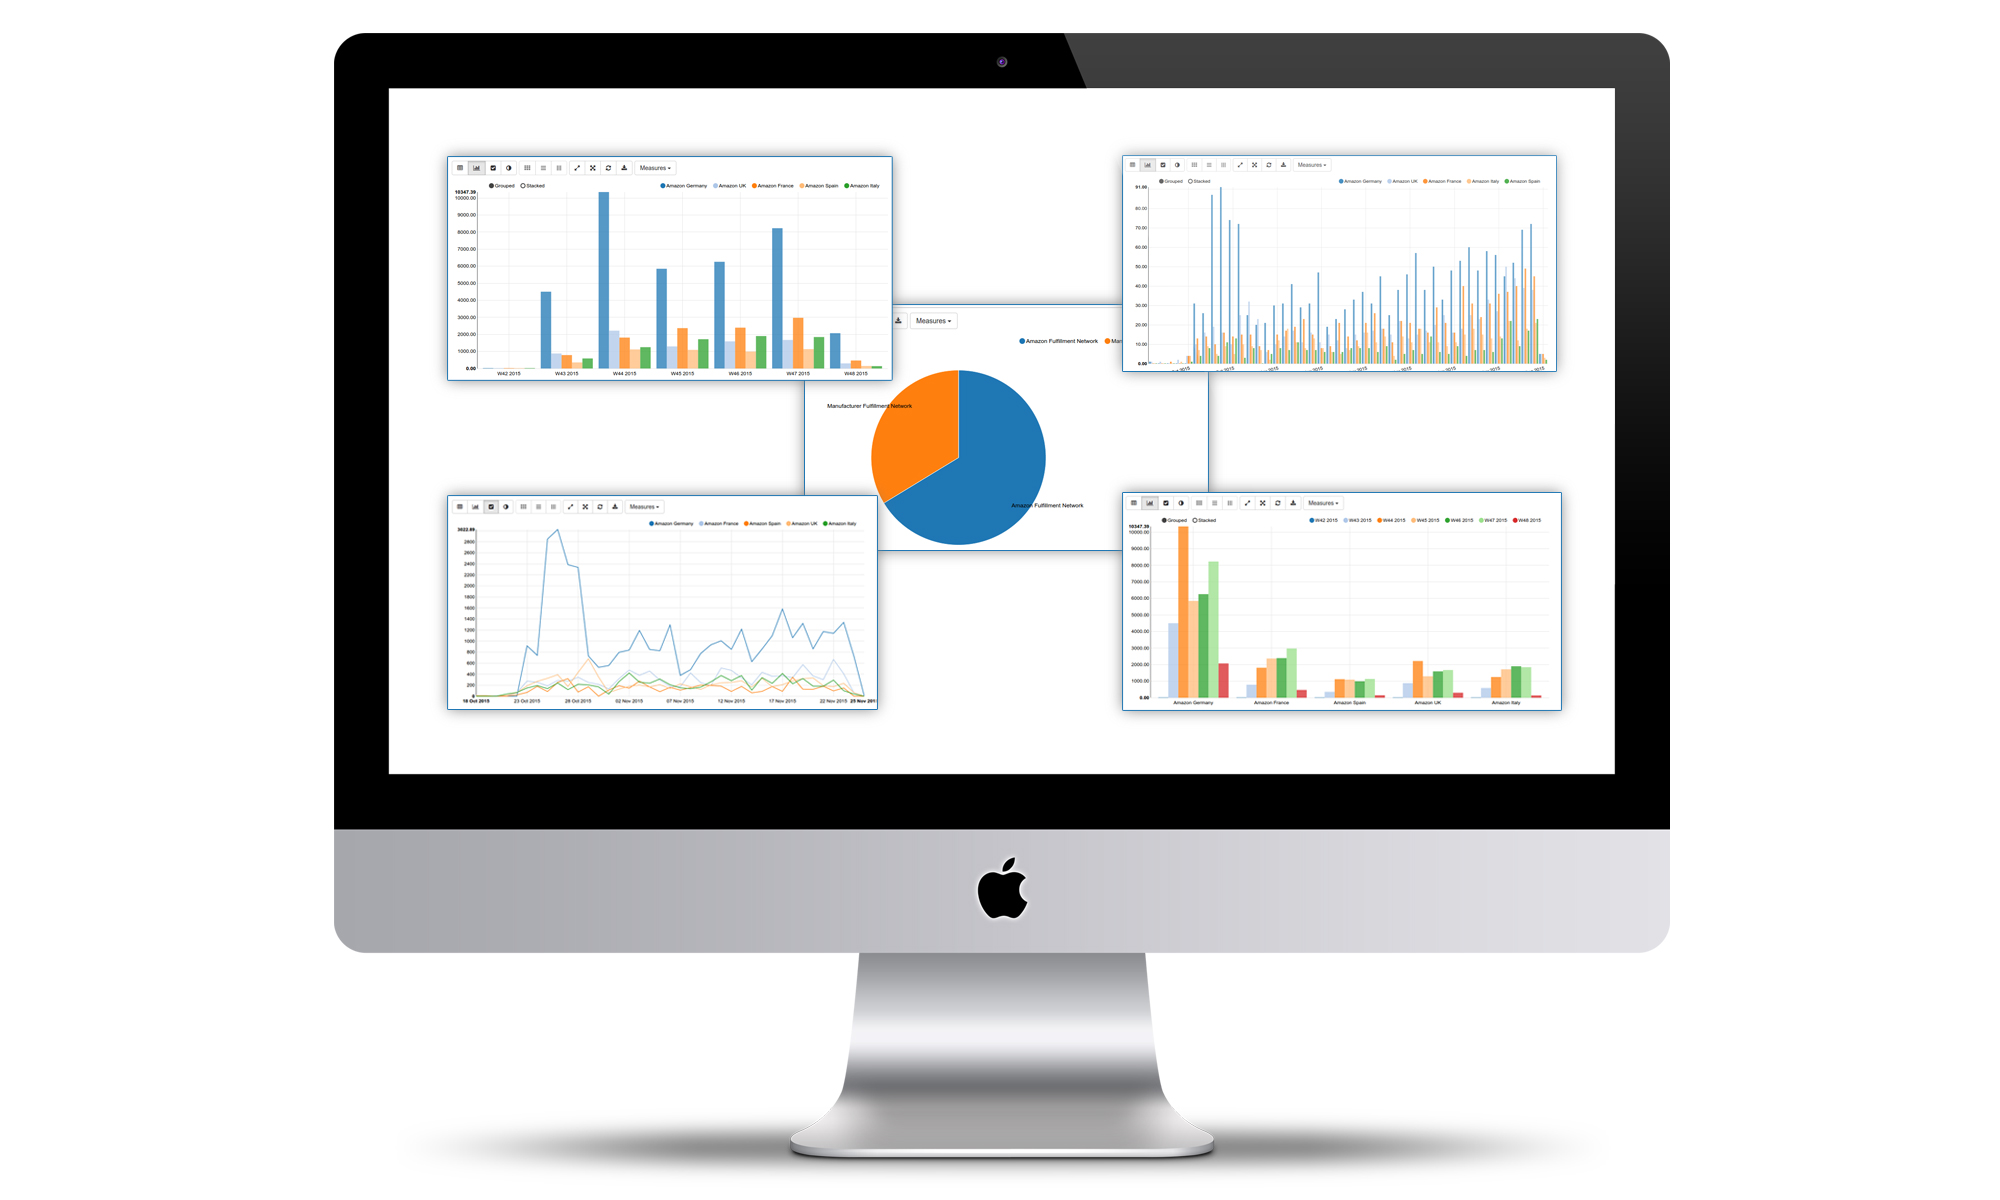 Measures
Grouped Stacked
Amazon Germany Amazon UK Amazon France Amazon Spain Amazon Italy
10347.39
10000.00
9000.00
8000.00
7000.00
6000.00
5000.00
4000.00
3000.00
2000.00
1000.00
0.00
W42 2015 W43 2015 W44 2015 W45 2015 W46 2015 W47 2015 W48 2015
Measures
Grouped Stacked
Amazon Germany Amazon UK Amazon France Amazon Italy Amazon Spain
91.00
80.00
70.00
60.00
50.00
40.00
30.00
20.00
10.00
0.00
Measures
Amazon Fulfillment Network Man
Manufacturer Fulfillment Network
Amazon Fulfillment Network
Measures
Amazon Germany Amazon France Amazon Spain Amazon UK Amazon Italy
3022.89
2800
2600
2400
2200
2000
1800
1600
1400
1200
1000
800
600
400
200
0
16 Oct 2015 23 Oct 2015 28 Oct 2015 02 Nov 2015 07 Nov 2015 12 Nov 2015 17 Nov 2015 22 Nov 2015 25 Nov 2015
Measures
Grouped Stacked
W42 2015 W43 2015 W44 2015 W45 2015 W46 2015 W47 2015 W48 2015
10347.39
10000.00
9000.00
8000.00
7000.00
6000.00
5000.00
4000.00
3000.00
2000.00
1000.00
0.00
Amazon Germany Amazon France Amazon Spain Amazon UK Amazon Italy